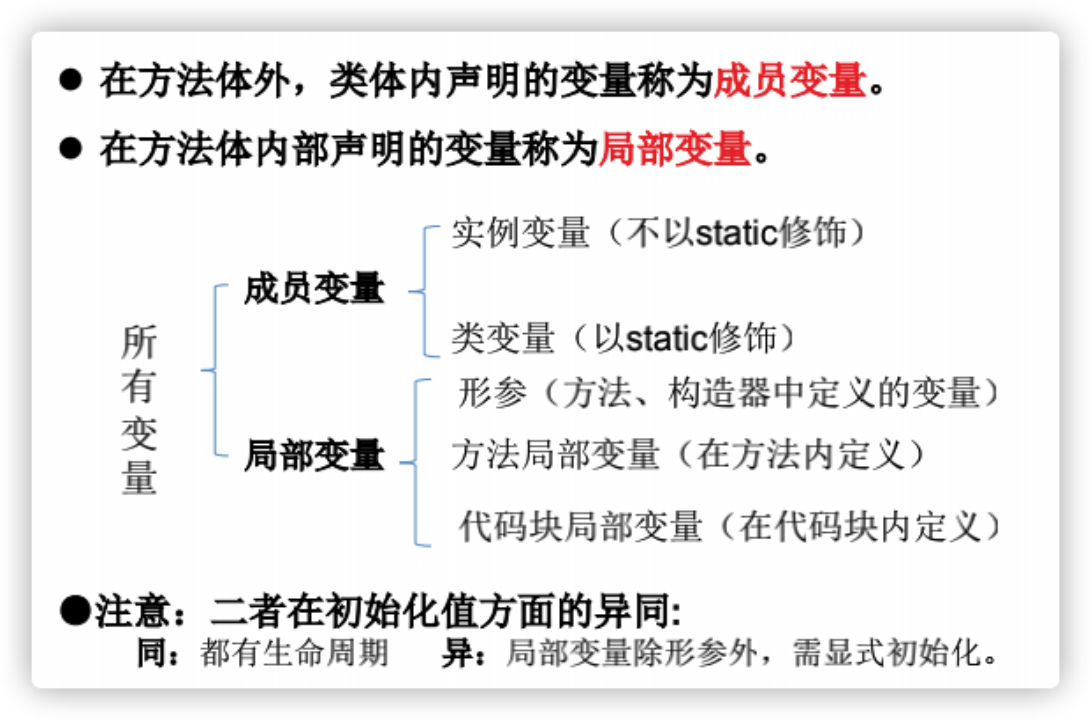 ● 在方法体外，类体内声明的变量称为成员变量。
● 在方法体内部声明的变量称为局部变量。
实例变量（不以static修饰）
成员变量
类变量（以static修饰）
所有变量
形参（方法、构造器中定义的变量）
局部变量
方法局部变量（在方法内定义）
代码块局部变量（在代码块内定义）
●注意：二者在初始化值方面的异同:
同：都有生命周期 异：局部变量除形参外，需显式初始化。